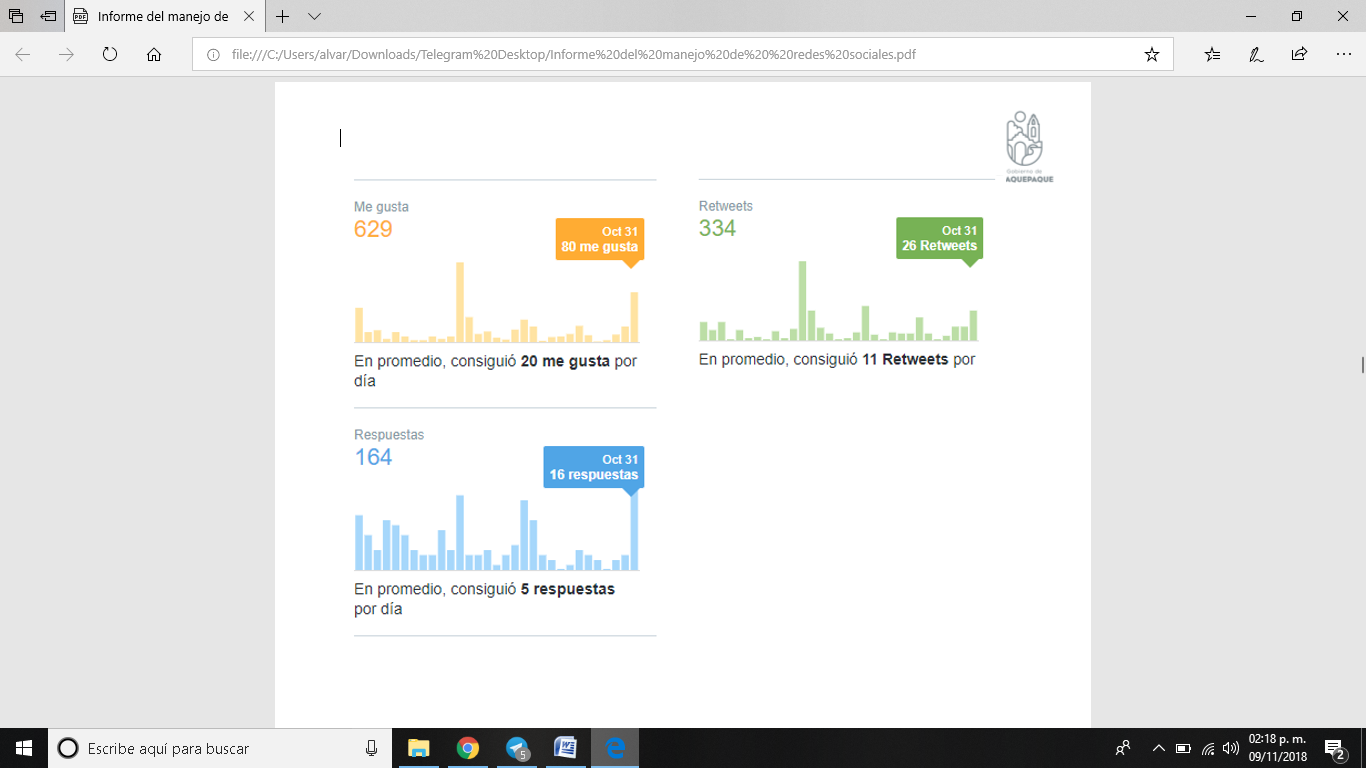 Informe del manejo de
file:///C:/Users/alvar/Downloads/Telegram%20Desktop/Informe%20del%20manejo%20de%20%20redes%20sociales.pdf
Gobierno de
AQUEPAQUE
Me gusta
629
Oct 31
80 me gusta
En promedio, consiguió 20 me gusta por
día
Retweets
334
Oct 31
26 Retweets
En promedio, consiguió 11 Retweets por
Respuestas
164
Oct 31
16 respuestas
En promedio, consiguió 5 respuestas
por día
Escribe aquí para buscar
5
02:18 p. m.
09/11/2018
2